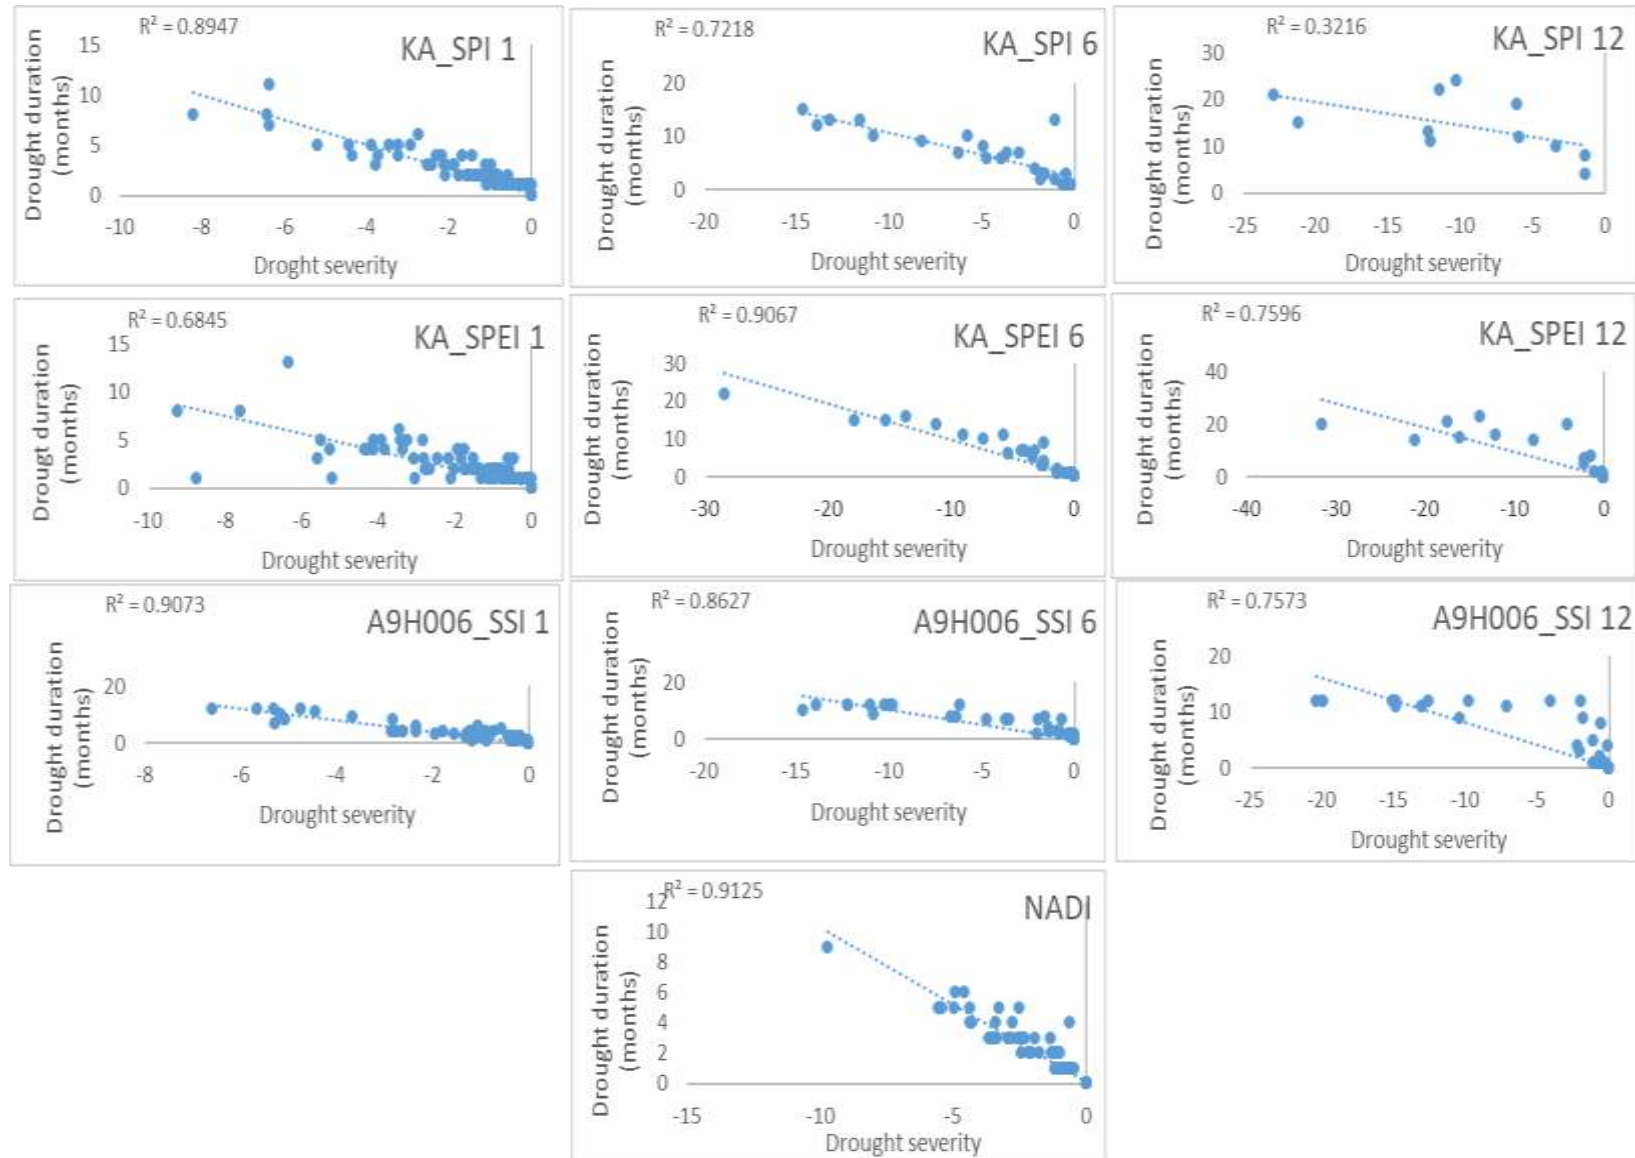 R² = 0.8947
KA_SPI 1
Drought duration
(months)
15
10
5
0
-10 -8 -6 -4 -2 0
Droght severity
R² = 0.7218
KA_SPI 6
Drought duration
(months)
20
10
0
-20 -15 -10 -5 0
Drought severity
R² = 0.3216
KA_SPI 12
Drought duration
(months)
30
20
10
0
-25 -20 -15 -10 -5 0
Drought severity
R² = 0.6845
KA_SPEI 1
Drougt duration
(months)
15
10
5
0
-10 -8 -6 -4 -2 0
Drought severity
R² = 0.9067
KA_SPEI 6
Drought duration
(months)
30
20
10
0
-30 -20 -10 0
Drought severity
R² = 0.7596
KA_SPEI 12
Drought duration
(months)
40
20
0
-40 -30 -20 -10 0
Drought severity
R² = 0.9073
A9H006_SSI 1
Drought duration
(months)
20
0
-8 -6 -4 -2 0
Drought severity
R² = 0.8627
A9H006_SSI 6
Drought duration
(months)
20
0
-20 -15 -10 -5 0
Drought severity
R² = 0.7573
A9H006_SSI 12
Drought duration
(months)
20
10
0
-25 -20 -15 -10 -5 0
Drought severity
R² = 0.9125
NADI
Drought duration
(months)
12
10
8
6
4
2
0
-15 -10 -5 0
Drought severity